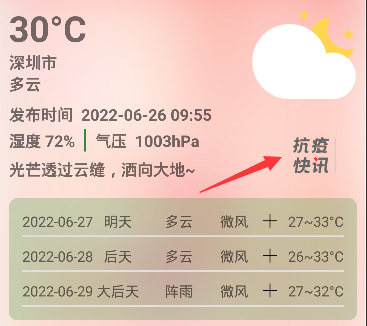 30°C
深圳市
多云
发布时间 2022-06-26 09:55
湿度 72% 气压 1003hPa
抗疫
快讯
光芒透过云缝，洒向大地~
2022-06-27 明天 多云 微风 27~33°C
2022-06-28 后天 多云 微风 26~33°C
2022-06-29 大后天 阵雨 微风 27~32°C